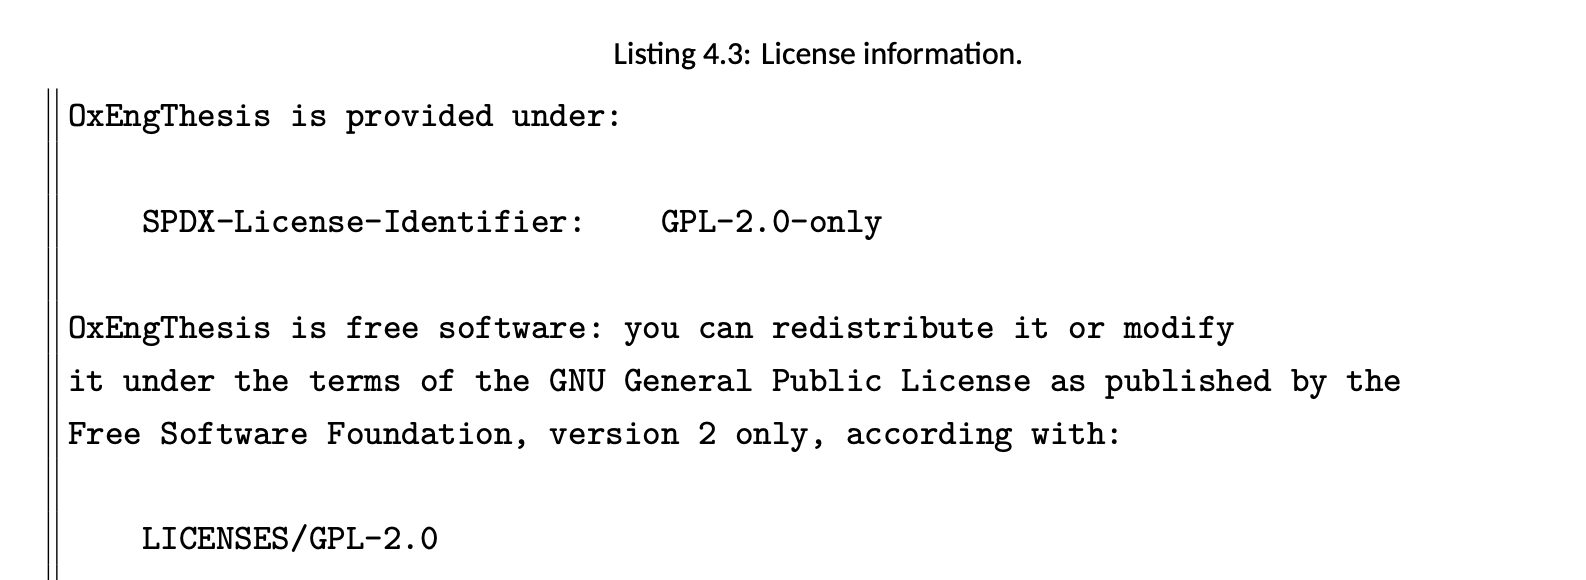 Listing 4.3: License information.
OxEngThesis is provided under:
SPDX-License-Identifier:    GPL-2.0-only
OxEngThesis is free software: you can redistribute it or modify
it under the terms of the GNU General Public License as published by the
Free Software Foundation, version 2 only, according with:
LICENSES/GPL-2.0